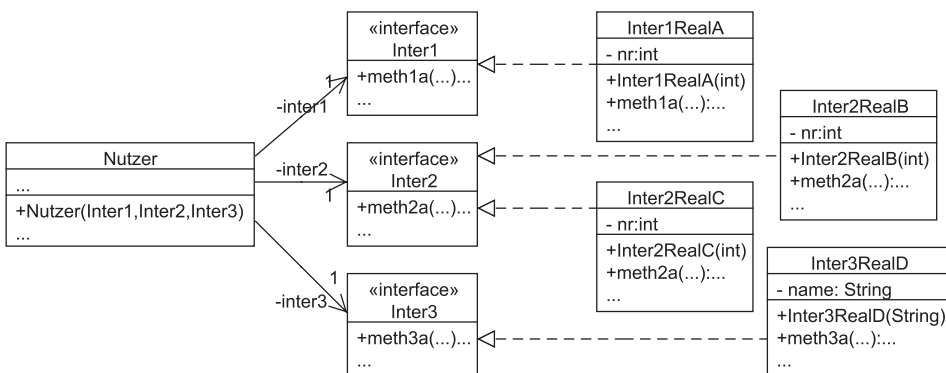 Nutzer
...
+Nutzer(Inter1,Inter2,Inter3)
...
1
-inter1
-inter2
1
1
-inter3
«interface»
Inter1
+meth1a(...)...
...
«interface»
Inter2
+meth2a(...)...
...
«interface»
Inter3
+meth3a(...)...
...
Inter1RealA
- nr:int
+Inter1RealA(int)
+meth1a(...):...
...
Inter2RealB
- nr:int
+Inter2RealB(int)
+meth2a(...):...
...
Inter2RealC
- nr:int
+Inter2RealC(int)
+meth2a(...):...
...
Inter3RealD
- name: String
+Inter3RealD(String)
+meth3a(...):...
...